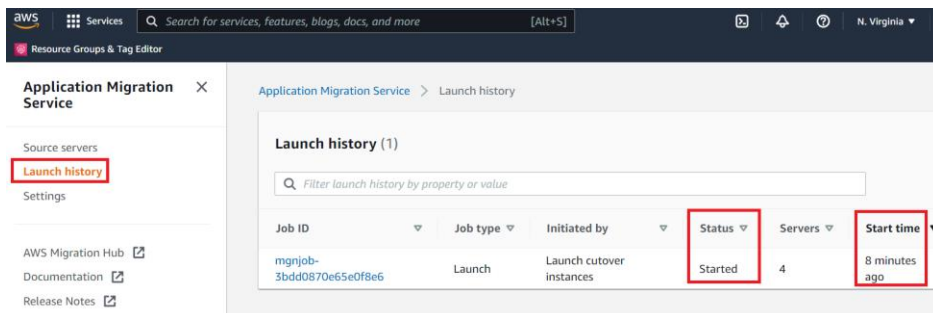 aws
Services
Search for services, features, blogs, docs, and more
[Alt+S]
N. Virginia
Resource Groups & Tag Editor
Application Migration
Service
Source servers
Launch history
Settings
AWS Migration Hub
Documentation
Release Notes
Application Migration Service > Launch history
Launch history (1)
Filter launch history by property or value
Job ID Job type Initiated by Status Servers Start time
mgnjob-
3bdd0870e65e0f8e6
Launch
Launch cutover
instances
Started
4
8 minutes
ago